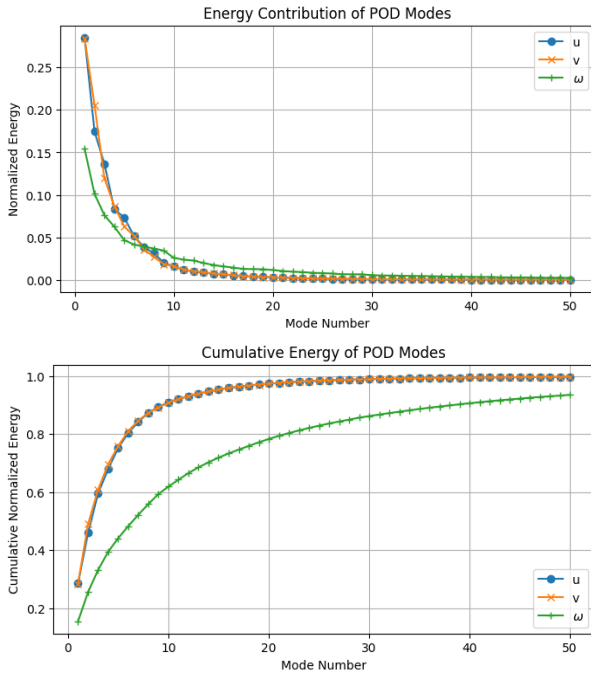 Energy Contribution of POD Modes
Normalized Energy
0.25
0.20
0.15
0.10
0.05
0.00
u
v
ω
0 10 20 30 40 50
Mode Number
Cumulative Energy of POD Modes
Cumulative Normalized Energy
1.0
0.8
0.6
0.4
0.2
u
v
ω
0 10 20 30 40 50
Mode Number